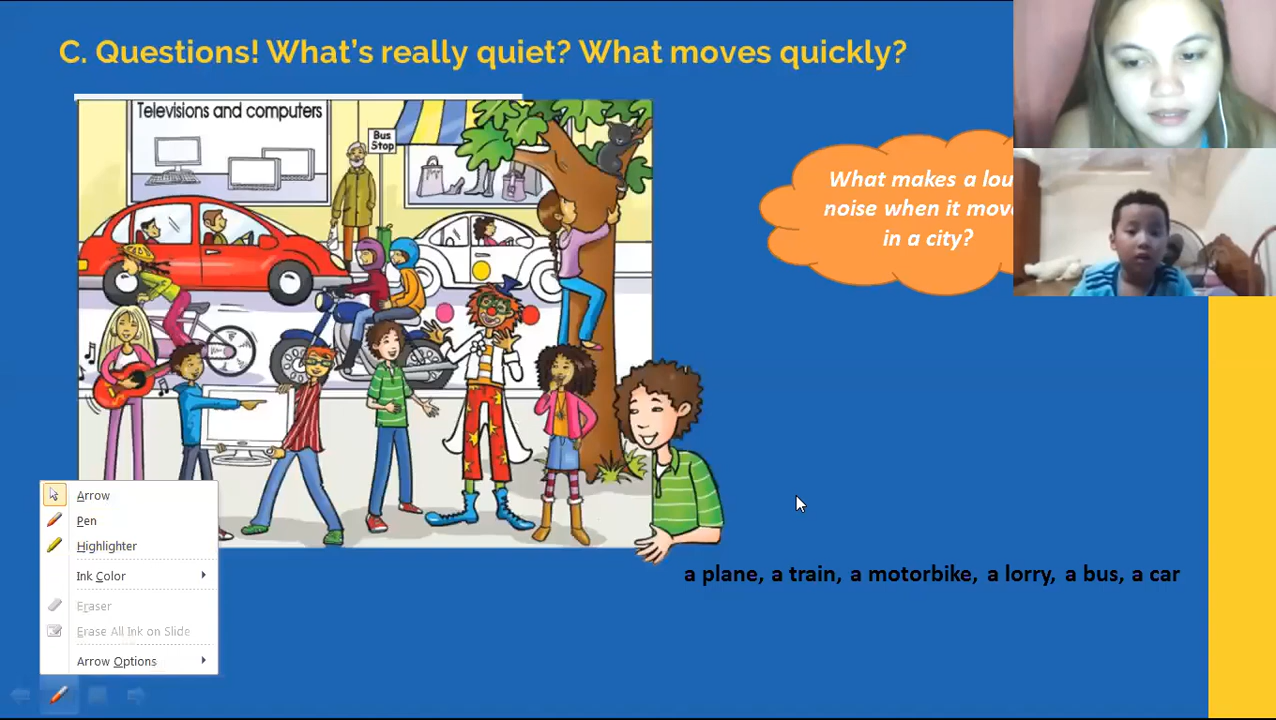 C. Questions! What's really quiet? What moves quickly?
Televisions and computers
Bus
Stop
What makes a lou
noise when it mov
in a city?
Arrow
Pen
Highlighter
Ink Color
Eraser
Erase All Ink on Slide
Arrow Options
a plane, a train, a motorbike, a lorry, a bus, a car